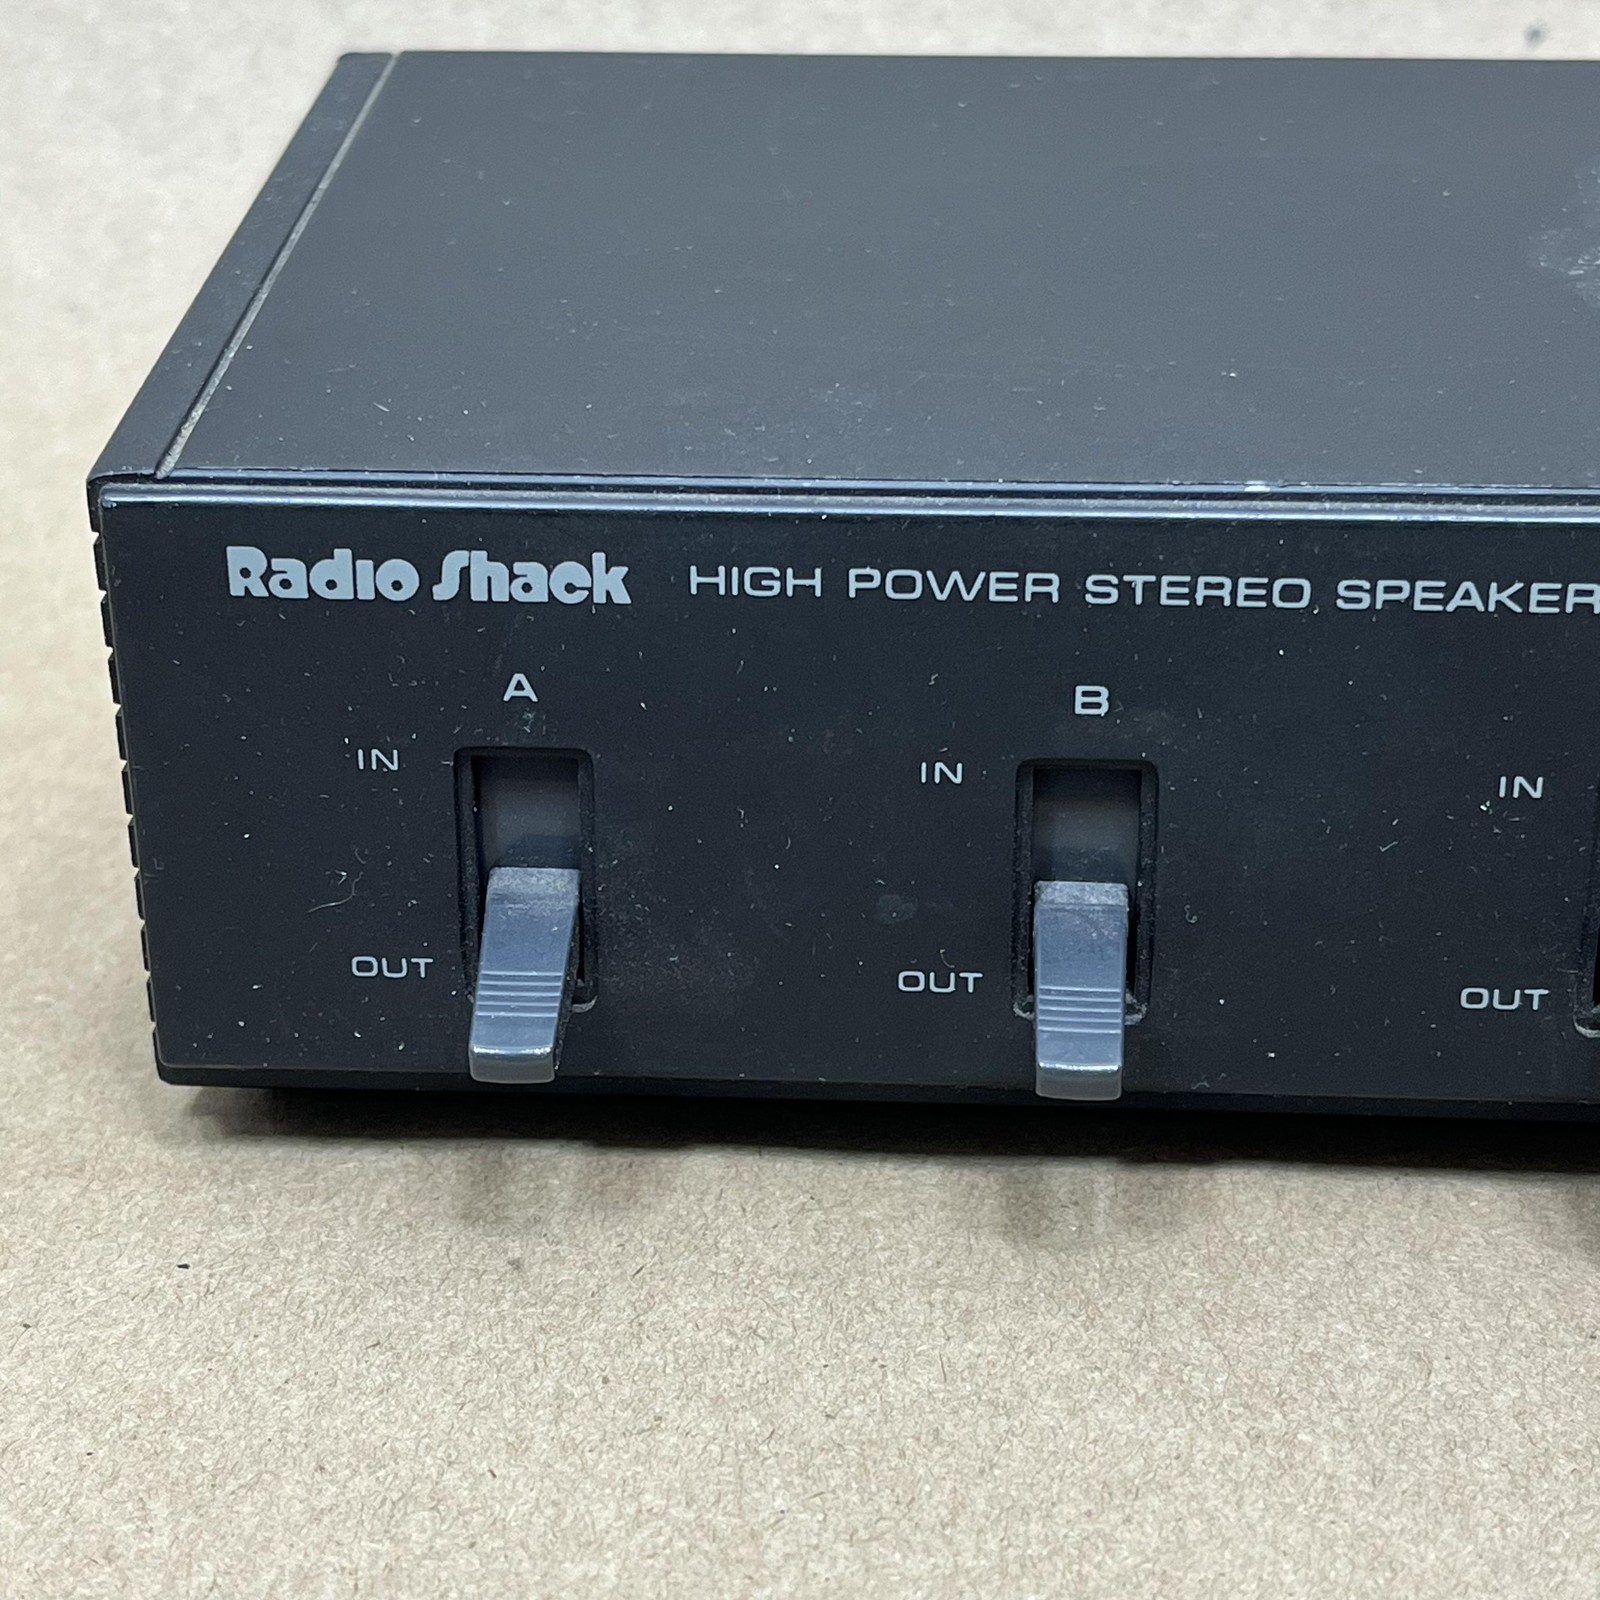 Radio Shack HIGH POWER STEREO SPEAKER
A B
IN IN IN
OUT OUT OUT